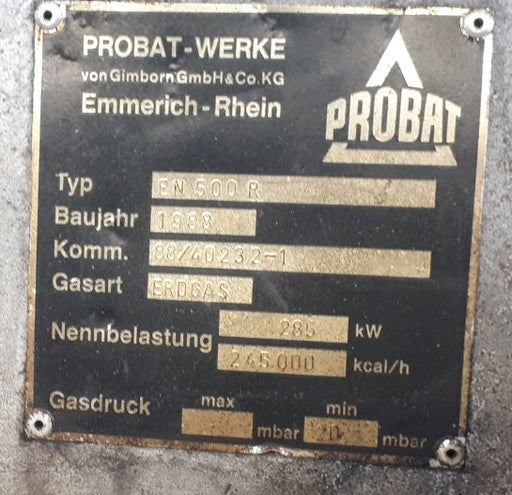 PROBAT-WERKE
von Gimborn GmbH & Co. KG
Emmerich - Rhein
PROBAT
Typ EN 500 R
Baujahr 1988
Komm. 88/40232-1
Gasart ERDGAS
Nennbelastung 285 kW
245.000 kcal/h
Gasdruck max mbar min 20 mbar